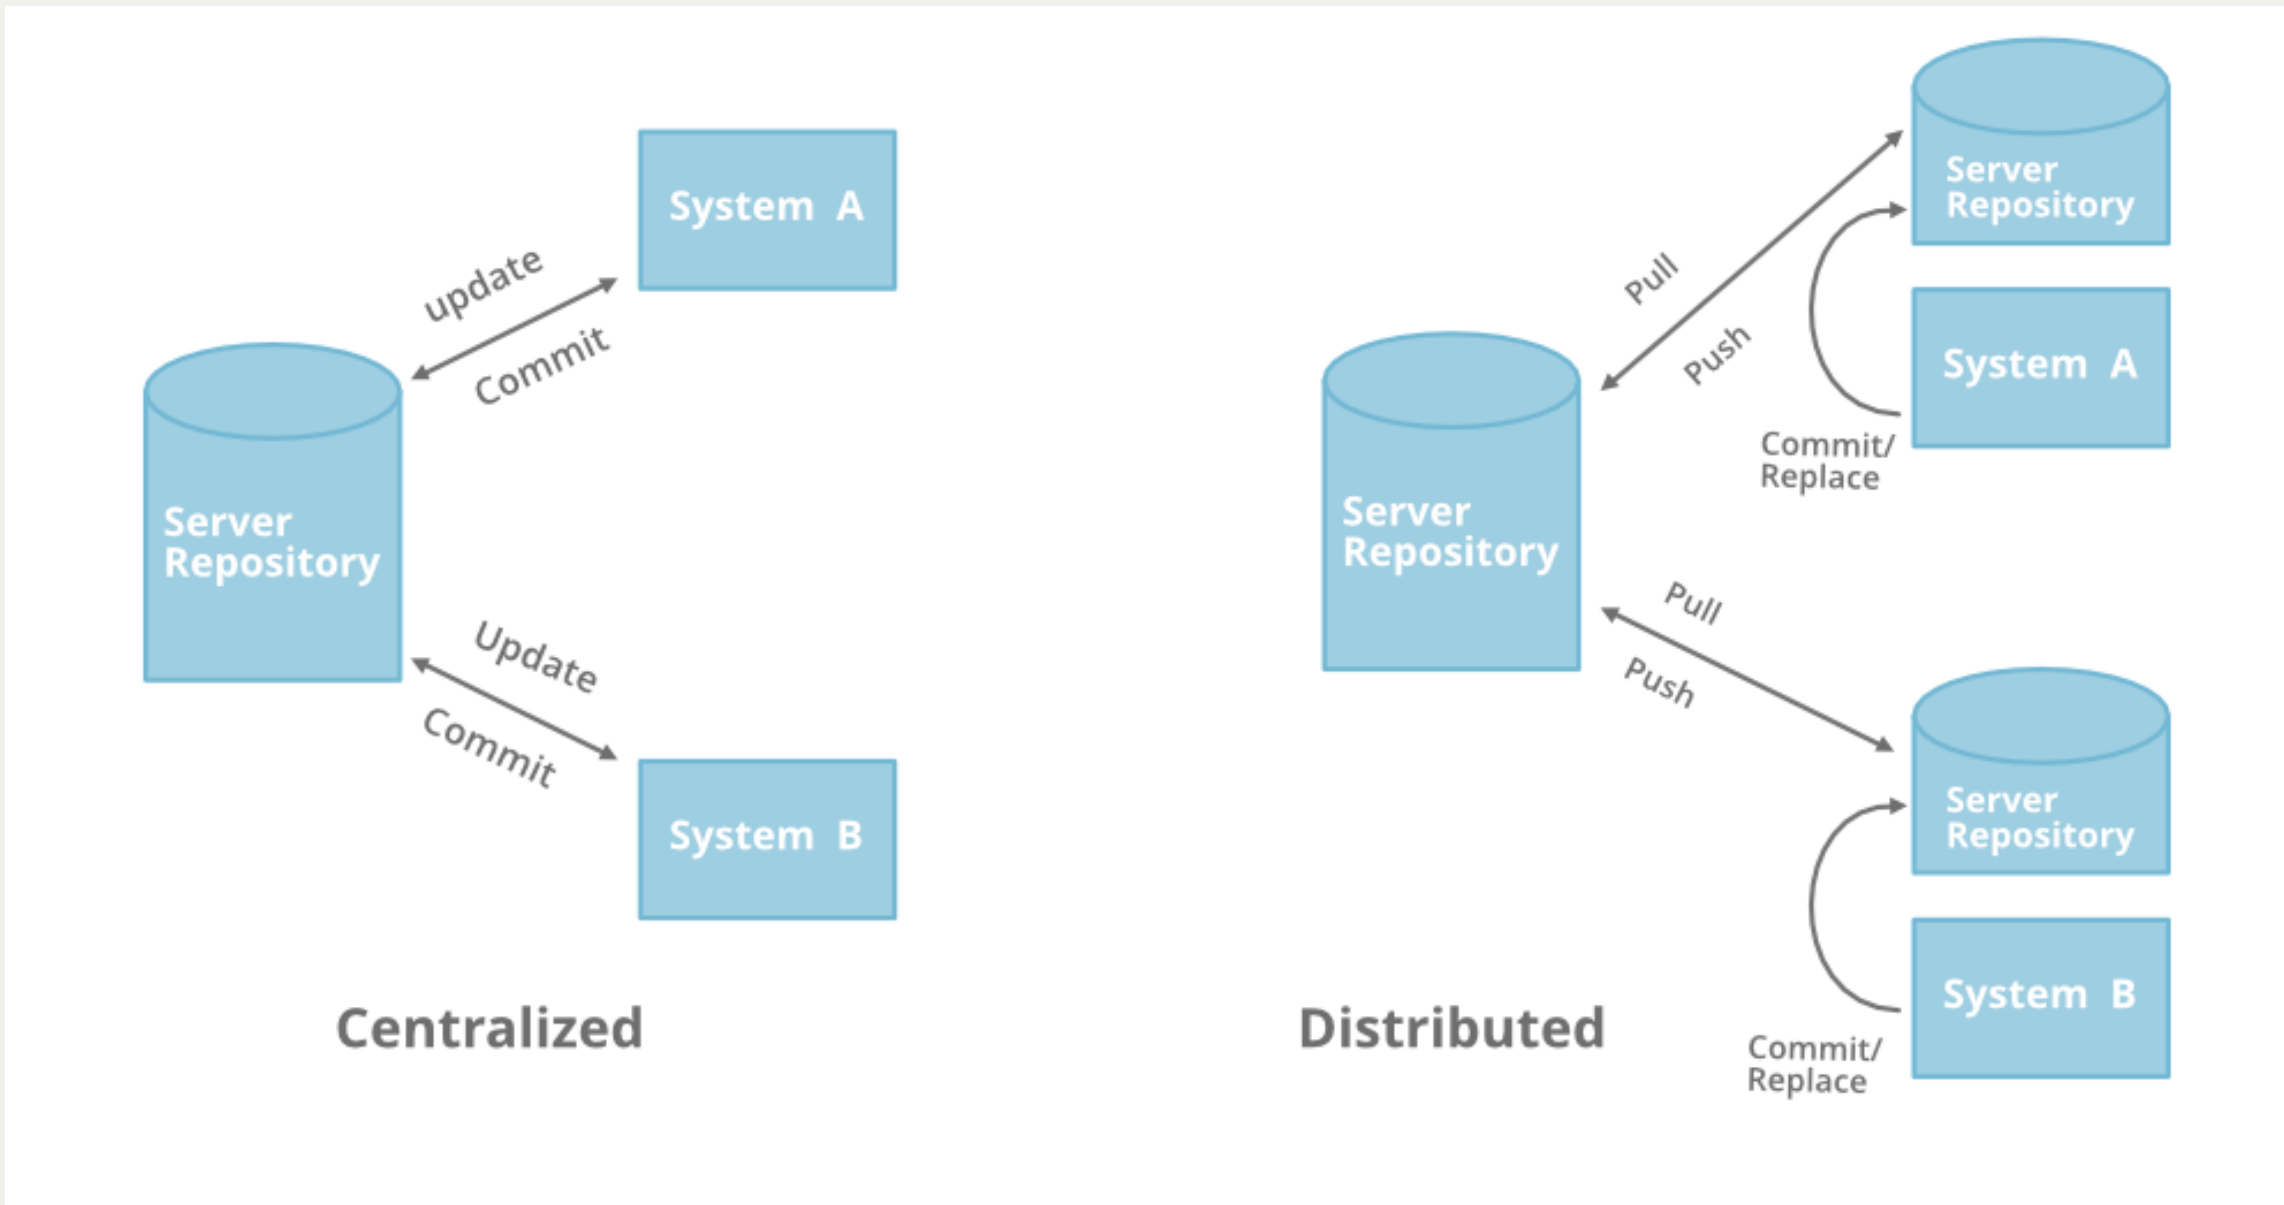 System A
update
Commit
Server
Repository
Update
Commit
System B
Centralized
Server
Repository
Pull
Push
System A
Commit/
Replace
Server
Repository
Pull
Push
Server
Repository
System B
Commit/
Replace
Distributed